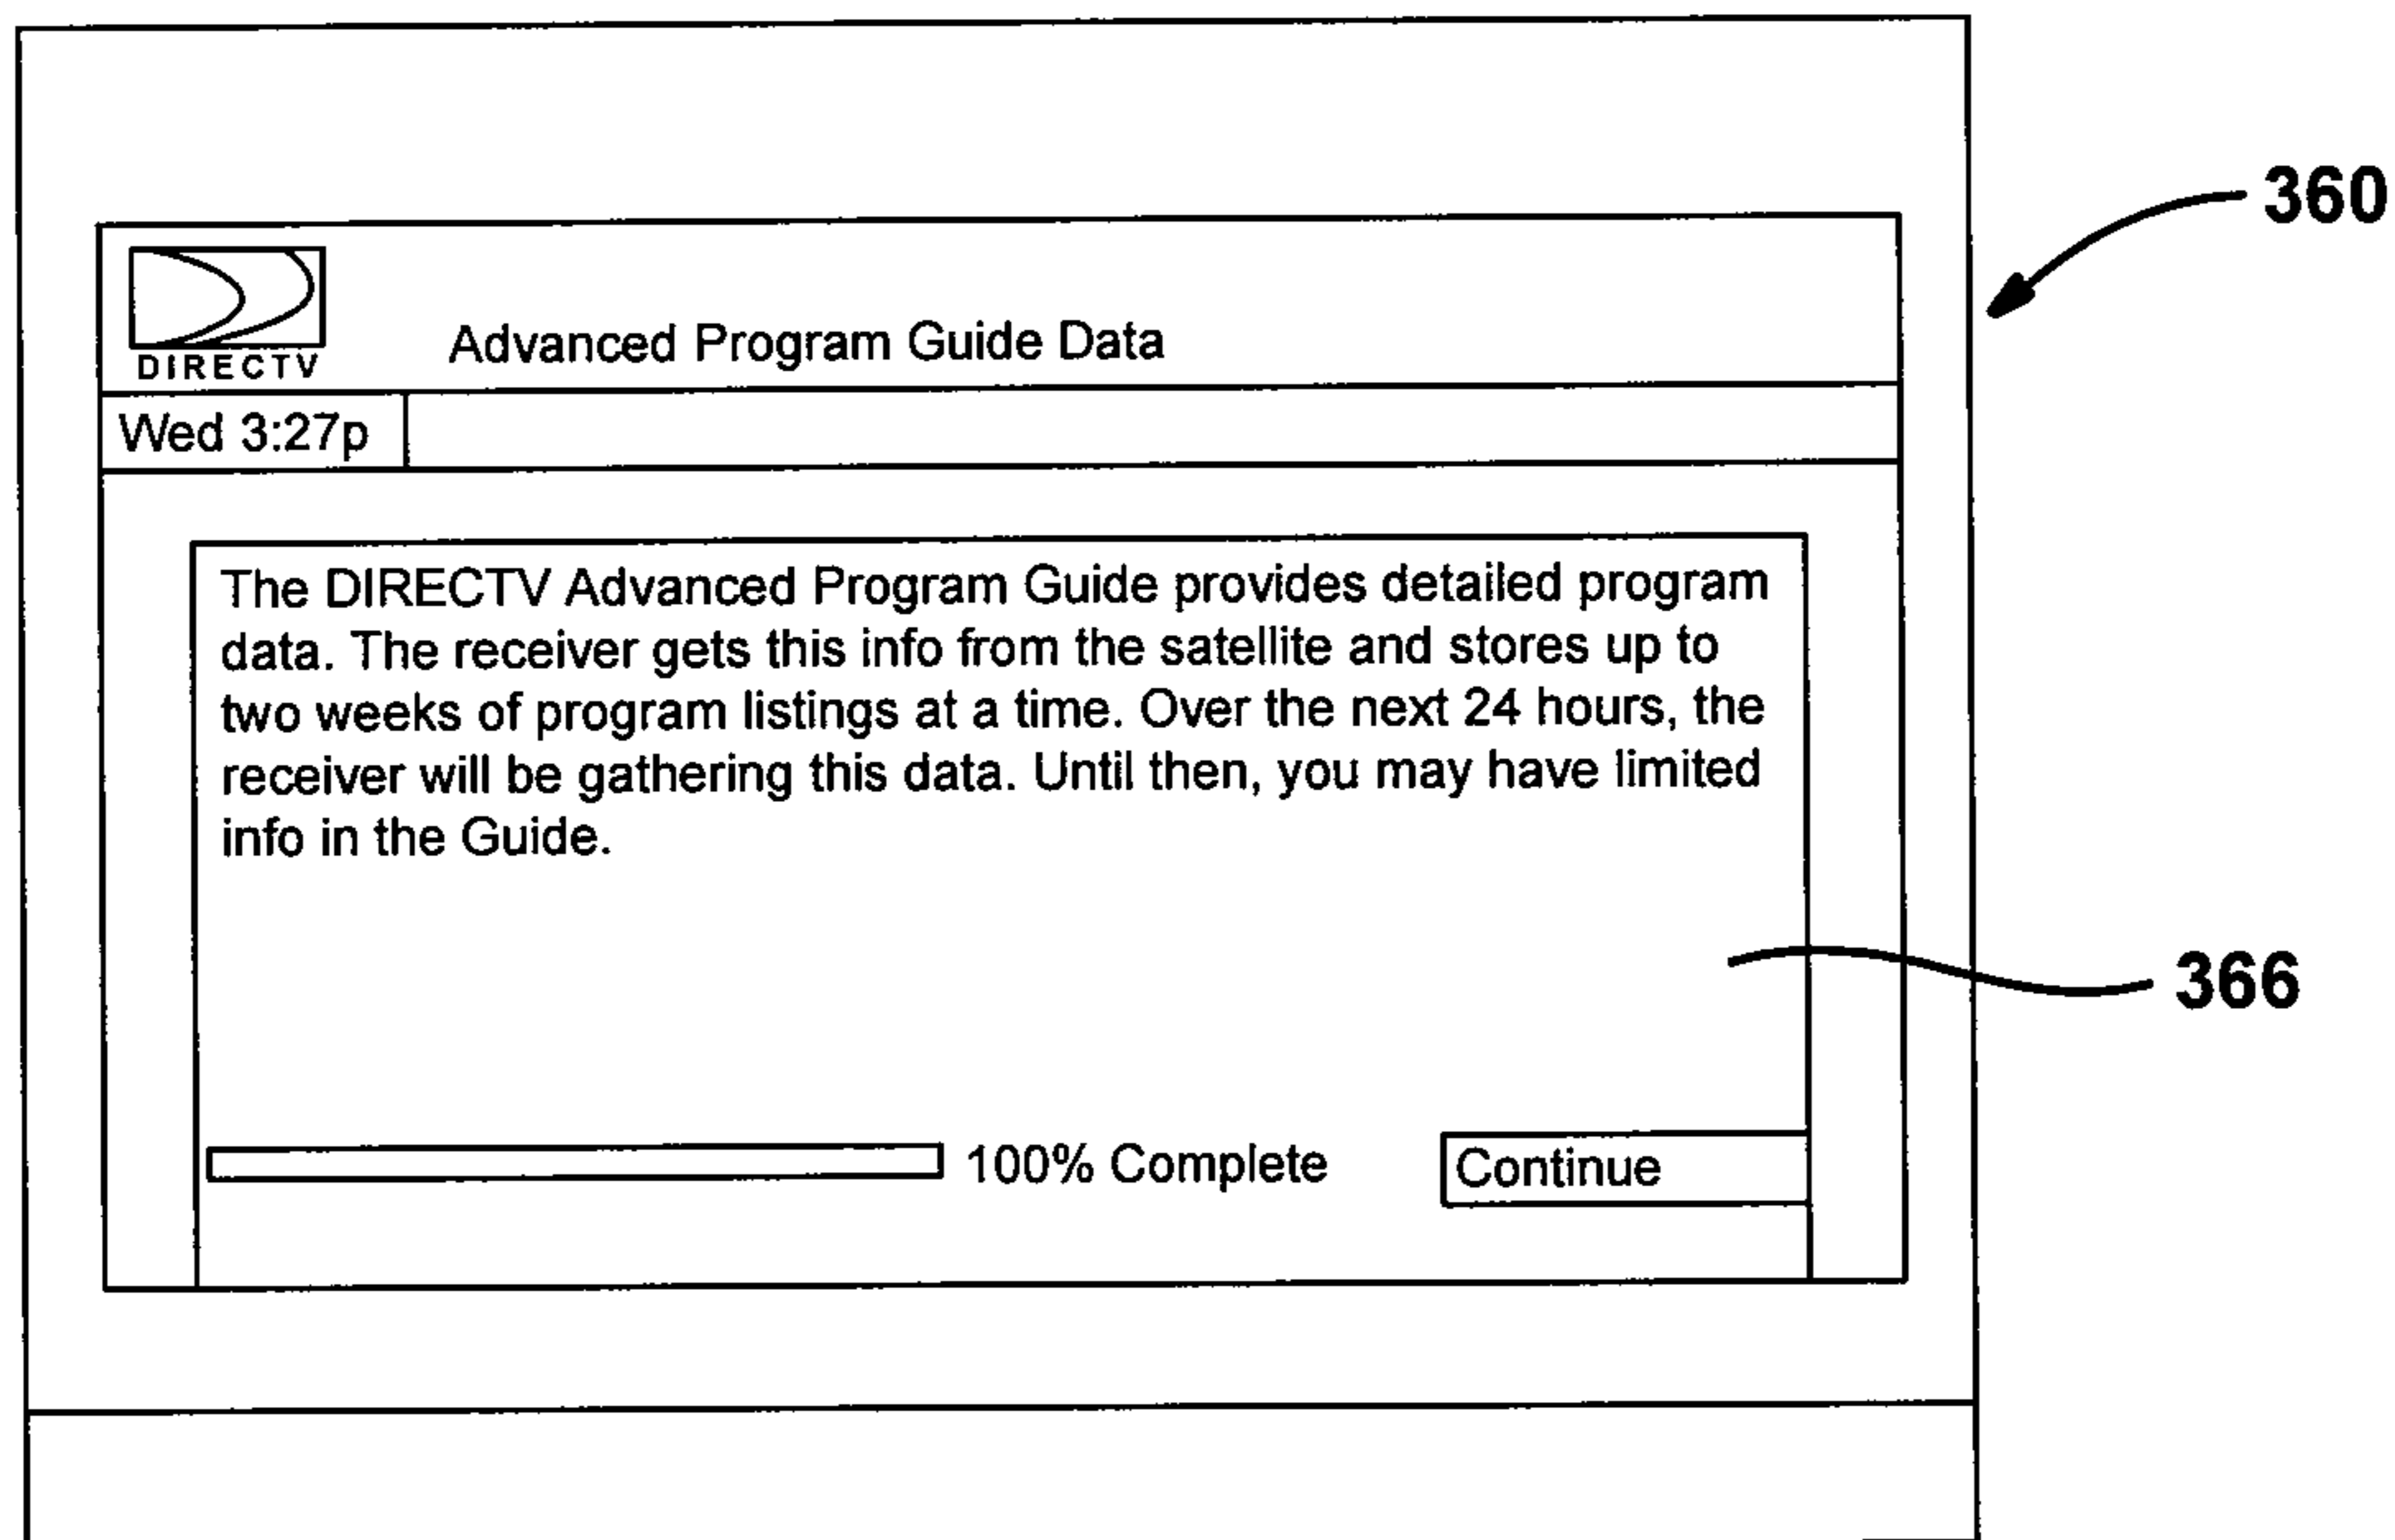 360
DIRECTV
Advanced Program Guide Data
Wed 3:27p
The DIRECTV Advanced Program Guide provides detailed program
data. The receiver gets this info from the satellite and stores up to
two weeks of program listings at a time. Over the next 24 hours, the
receiver will be gathering this data. Until then, you may have limited
info in the Guide.
366
100% Complete
Continue